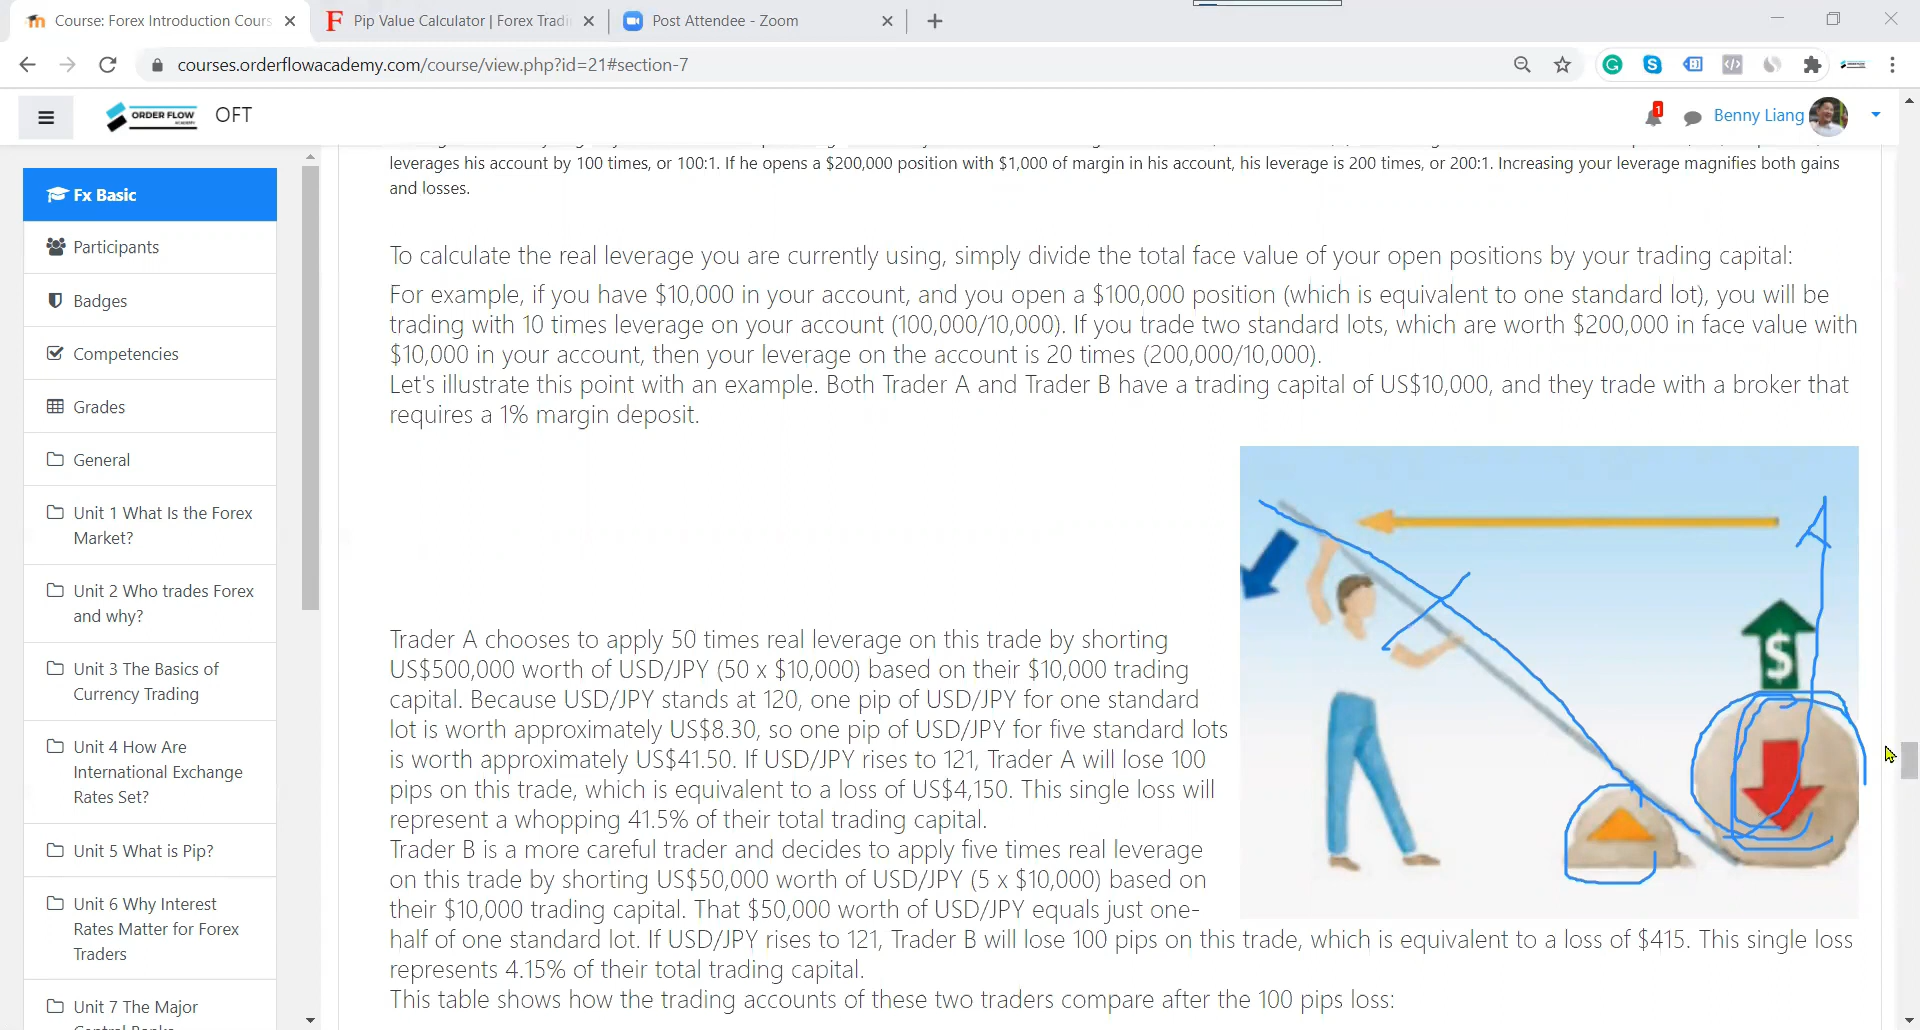 Course: Forex Introduction Cours
Pip Value Calculator | Forex Tradi
Post Attendee - Zoom
courses.orderflowacademy.com/course/view.php?id=21#section-7
ORDER FLOW
ACADEMY
OFT
1
Benny Liang
Fx Basic
Participants
Badges
Competencies
Grades
General
Unit 1 What Is the Forex
Market?
Unit 2 Who trades Forex
and why?
Unit 3 The Basics of
Currency Trading
Unit 4 How Are
International Exchange
Rates Set?
Unit 5 What is Pip?
Unit 6 Why Interest
Rates Matter for Forex
Traders
Unit 7 The Major
leverages his account by 100 times, or 100:1. If he opens a $200,000 position with $1,000 of margin in his account, his leverage is 200 times, or 200:1. Increasing your leverage magnifies both gains
and losses.
To calculate the real leverage you are currently using, simply divide the total face value of your open positions by your trading capital:
For example, if you have $10,000 in your account, and you open a $100,000 position (which is equivalent to one standard lot), you will be
trading with 10 times leverage on your account (100,000/10,000). If you trade two standard lots, which are worth $200,000 in face value with
$10,000 in your account, then your leverage on the account is 20 times (200,000/10,000).
Let's illustrate this point with an example. Both Trader A and Trader B have a trading capital of US$10,000, and they trade with a broker that
requires a 1% margin deposit.
$
Trader A chooses to apply 50 times real leverage on this trade by shorting
US$500,000 worth of USD/JPY (50 x $10,000) based on their $10,000 trading
capital. Because USD/JPY stands at 120, one pip of USD/JPY for one standard
lot is worth approximately US$8.30, so one pip of USD/JPY for five standard lots
is worth approximately US$41.50. If USD/JPY rises to 121, Trader A will lose 100
pips on this trade, which is equivalent to a loss of US$4,150. This single loss will
represent a whopping 41.5% of their total trading capital.
Trader B is a more careful trader and decides to apply five times real leverage
on this trade by shorting US$50,000 worth of USD/JPY (5 x $10,000) based on
their $10,000 trading capital. That $50,000 worth of USD/JPY equals just one-
half of one standard lot. If USD/JPY rises to 121, Trader B will lose 100 pips on this trade, which is equivalent to a loss of $415. This single loss
represents 4.15% of their total trading capital.
This table shows how the trading accounts of these two traders compare after the 100 pips loss: